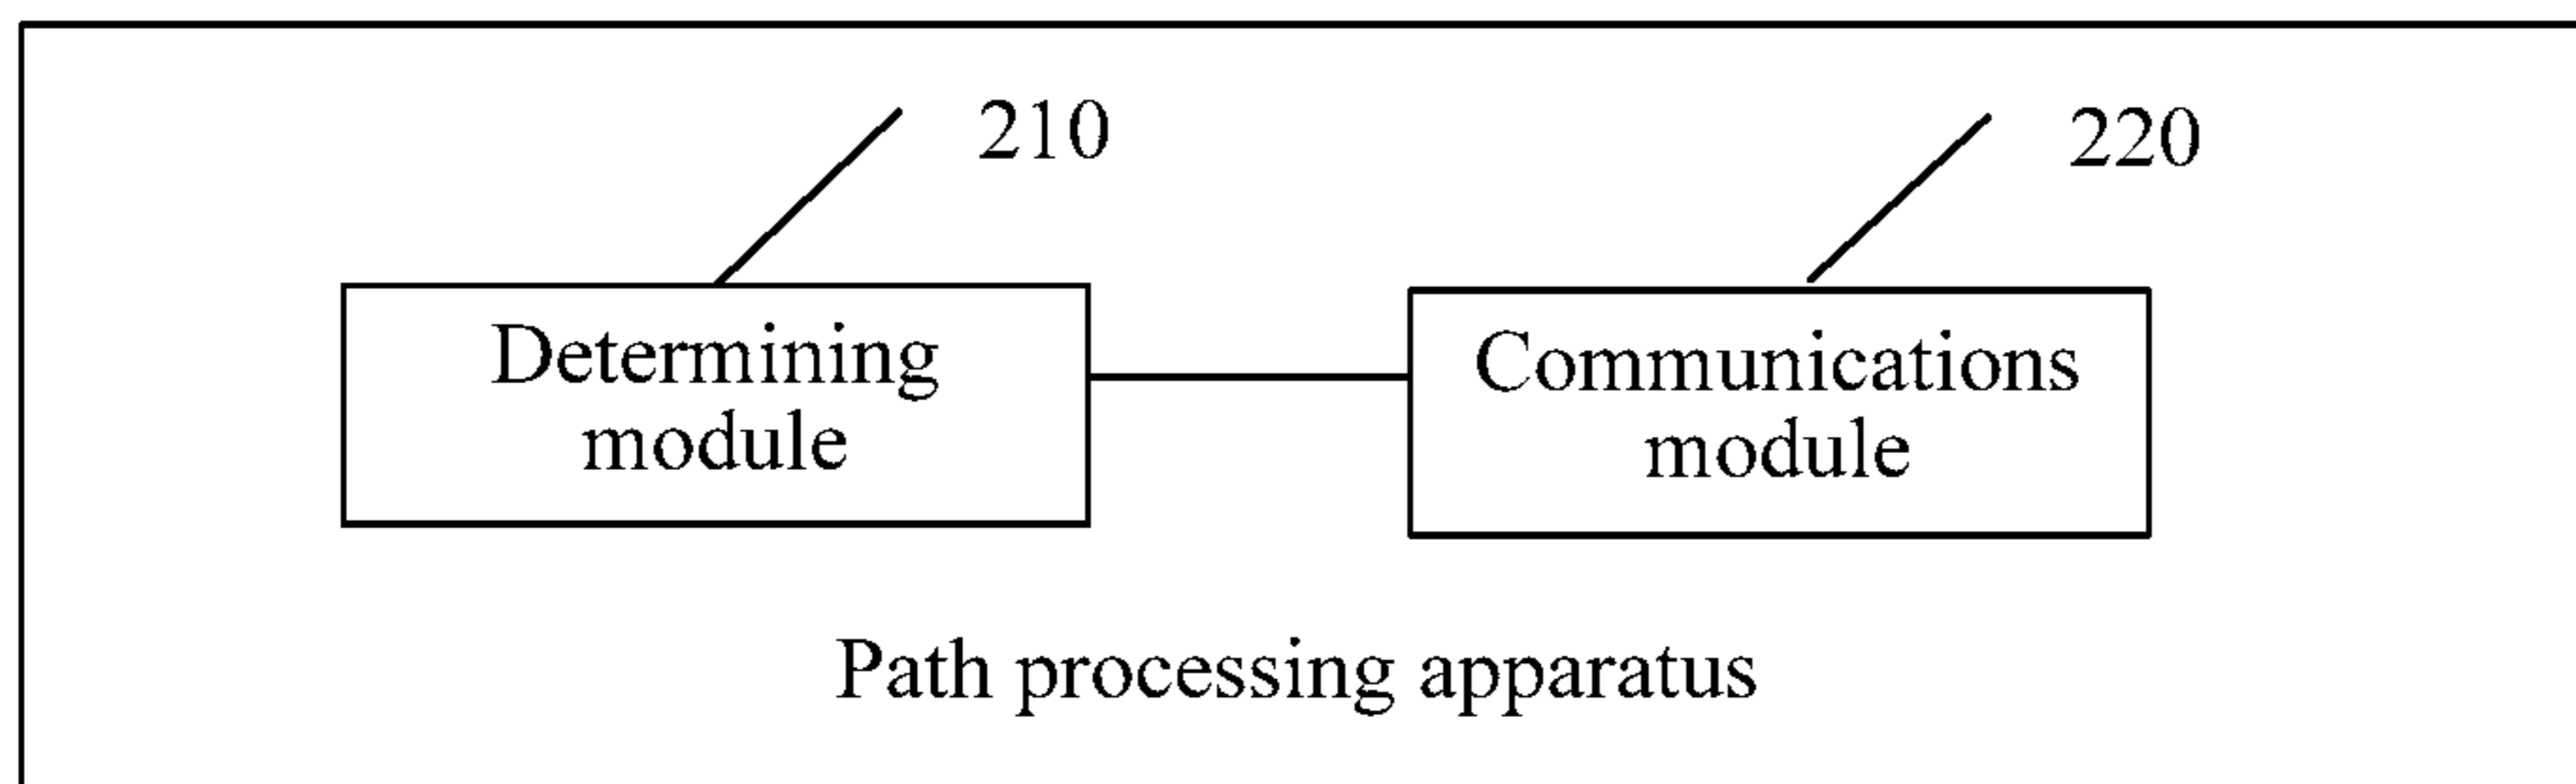 210
220
Determining
module
Communications
module
Path processing apparatus